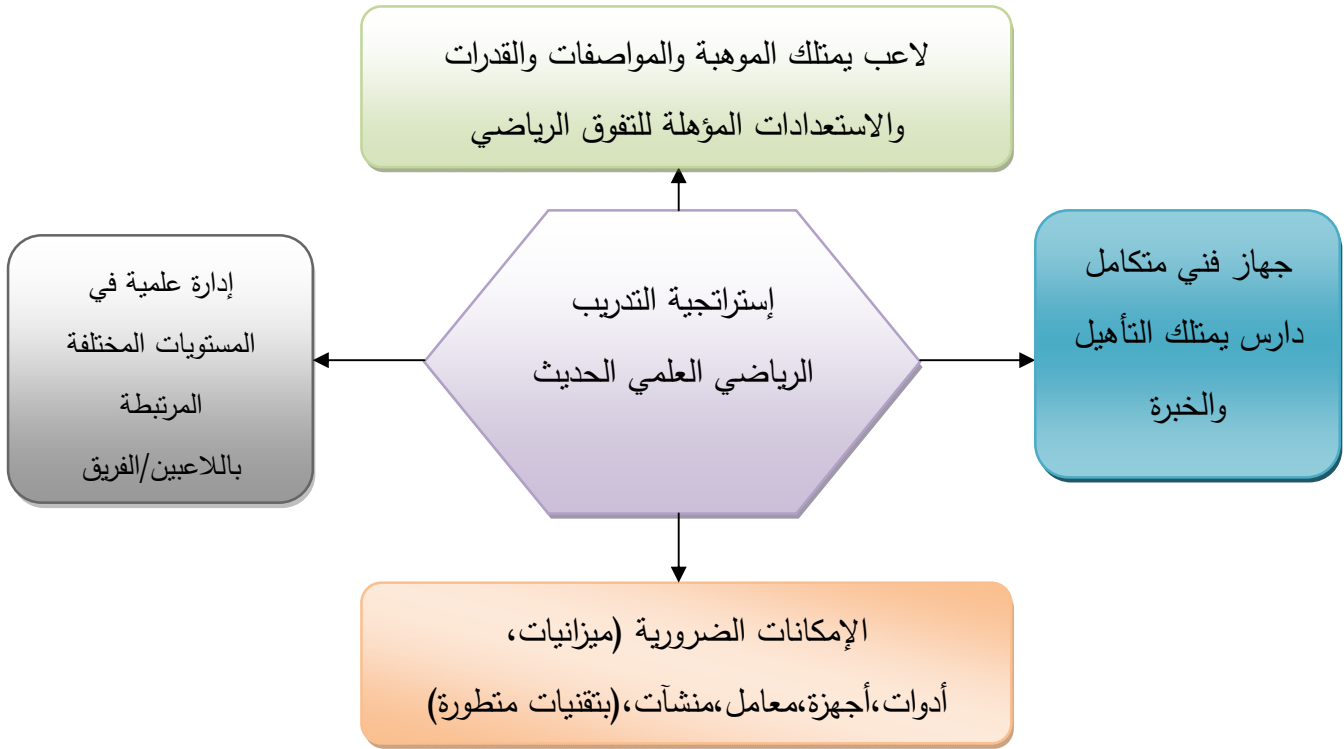 لاعب يمتلك الموهبة والمواصفات والقدرات
والاستعدادات المؤهلة للتفوق الرياضي
جهاز فني متكامل
دارس يمتلك التأهيل
والخبرة
إستراتجية التدريب
الرياضي العلمي الحديث
إدارة علمية في
المستويات المختلفة
المرتبطة
باللاعبين/الفريق
الإمكانات الضرورية (ميزانيات،
أدوات،أجهزة،معامل،منشآت،(بتقنيات متطورة)